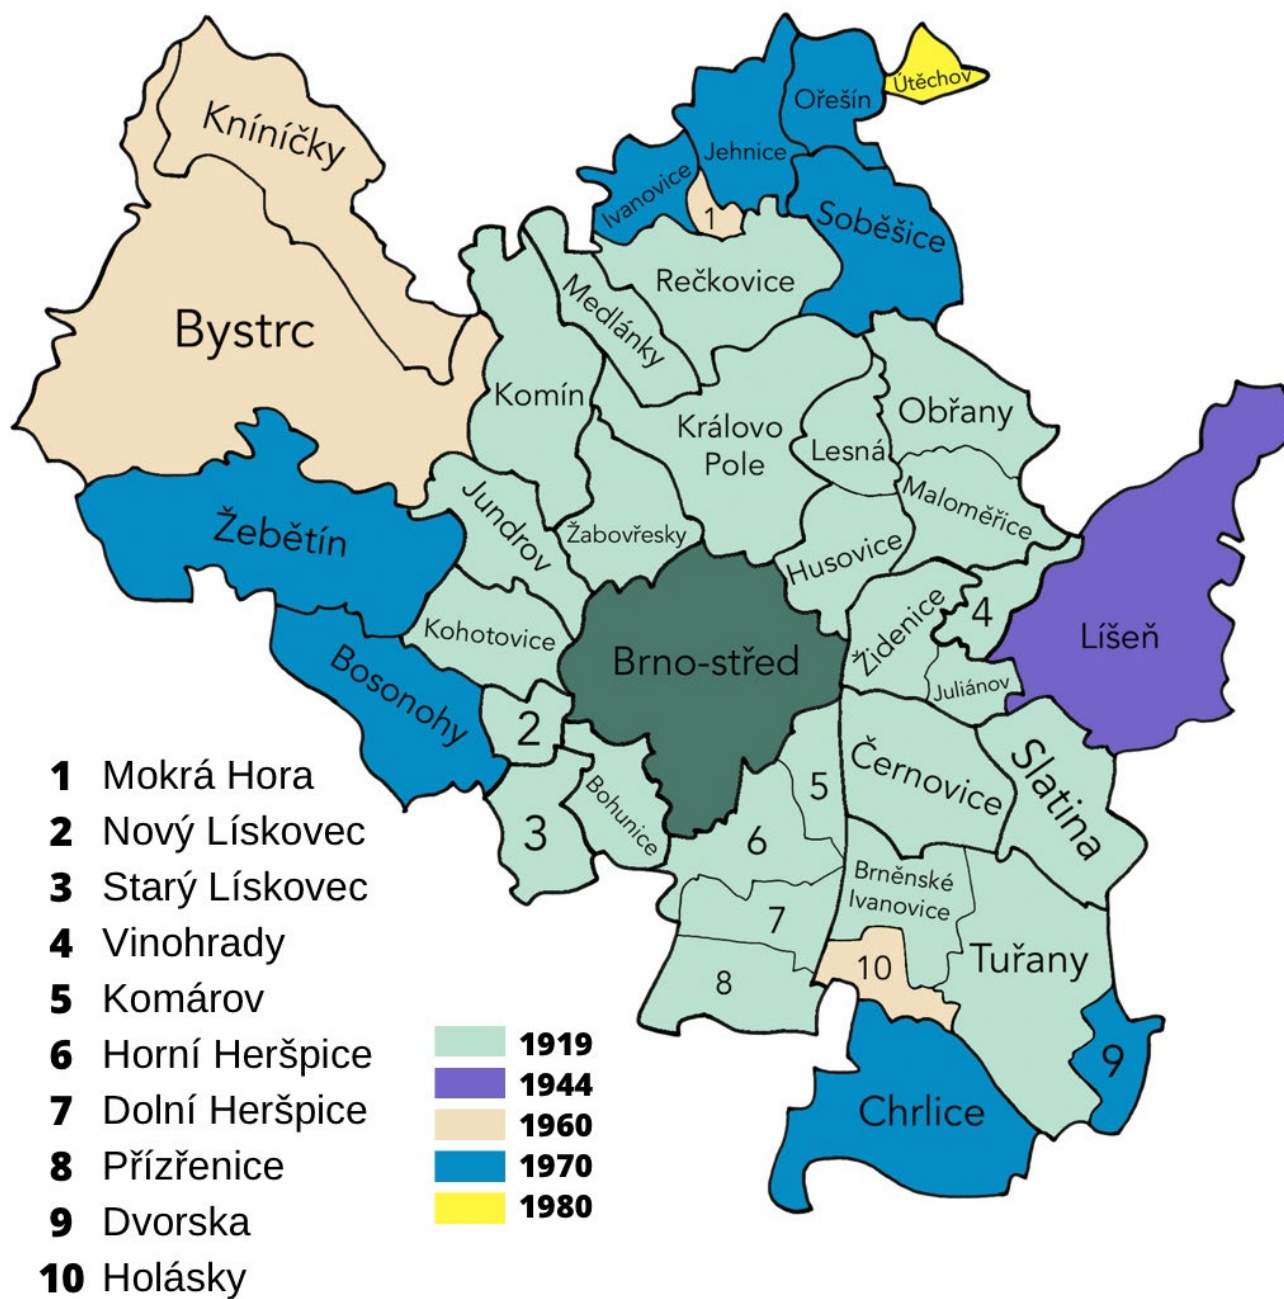 Kníníčky
Ořešín
Útěchov
Jehnice
Ivanovice
1
Soběšice
Rečkovice
Medlánky
Bystrc
Komín
Královo
Pole
Lesná
Obřany
Maloměřice
Jundrov
Žabovřesky
Husovice
Žebětín
Kohotovice
Židenice
4
Líšeň
Brno-střed
Juliánov
Bosonohy
2
Bohunice
3
5
6
7
8
Černovice
Slatina
Brněnské
Ivanovice
10
Tuřany
9
Chrlice
1 Mokrá Hora
2 Nový Lískovec
3 Starý Lískovec
4 Vinohrady
5 Komárov
6 Horní Heršpice
7 Dolní Heršpice
8 Přízřenice
9 Dvorska
10 Holásky
1919
1944
1960
1970
1980